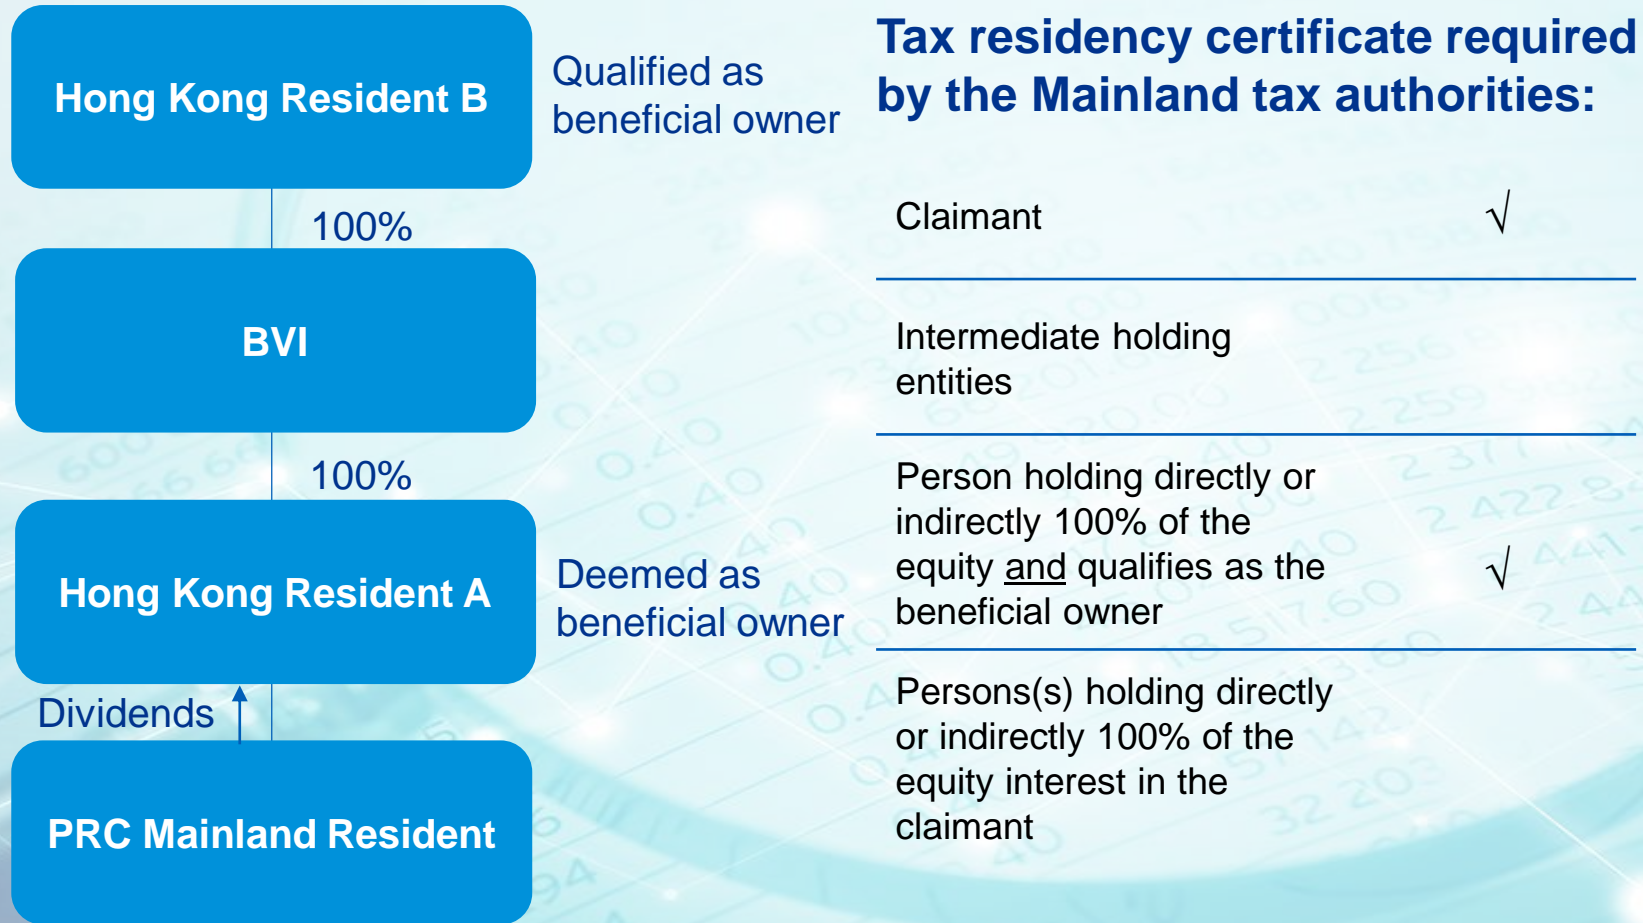 Hong Kong Resident B
Qualified as
beneficial owner
100%
BVI
100%
Hong Kong Resident A
Deemed as
beneficial owner
Dividends
PRC Mainland Resident
Tax residency certificate required
by the Mainland tax authorities:
Claimant √
Intermediate holding
entities
Person holding directly or
indirectly 100% of the
equity and qualifies as the √
beneficial owner
Persons(s) holding directly
or indirectly 100% of the
equity interest in the
claimant